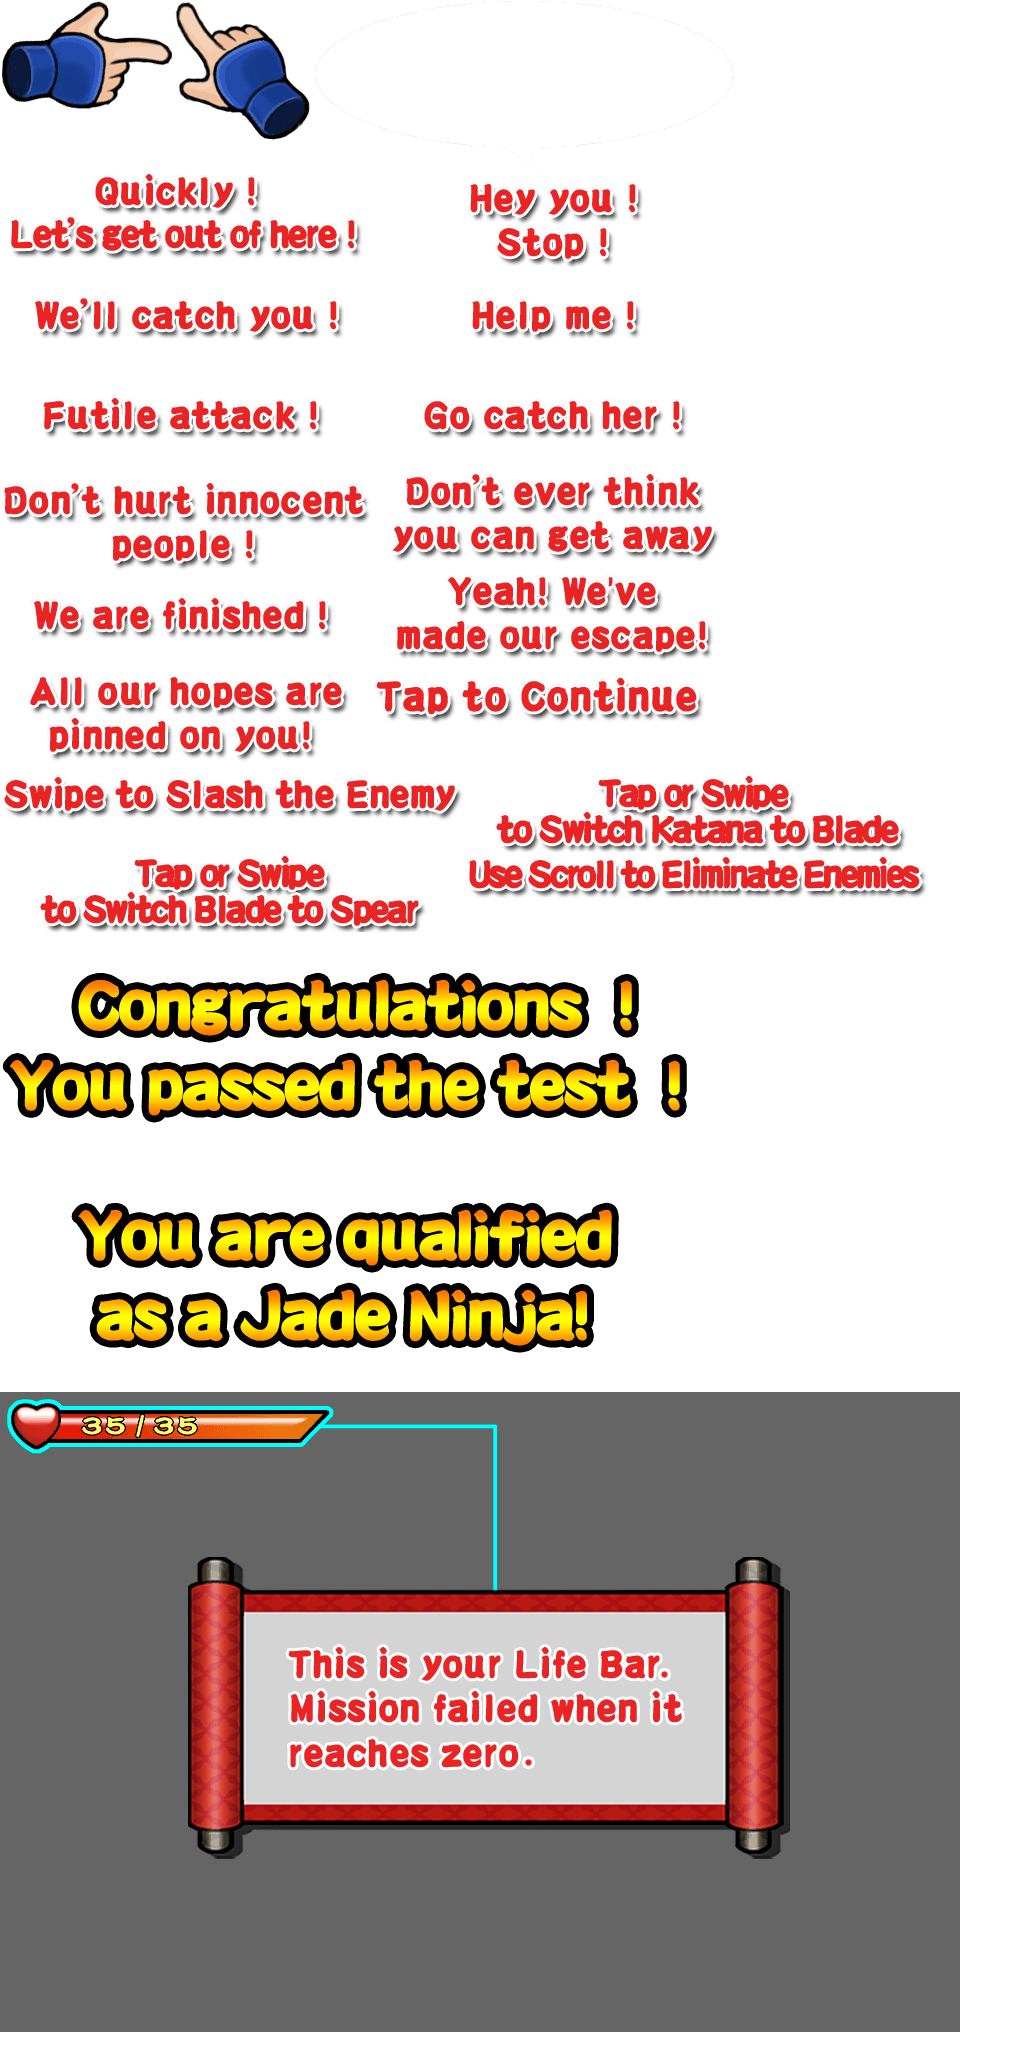 Quickly !
Let's get out of here !
Hey you !
Stop !
We'll catch you !
Help me !
Futile attack !
Go catch her !
Don't hurt innocent
people !
Don't ever think
you can get away
We are finished !
Yeah! We've
made our escape!
All our hopes are
pinned on you!
Tap to Continue
Swipe to Slash the Enemy
Tap or Swipe
to Switch Katana to Blade
Tap or Swipe
to Switch Blade to Spear
Use Scroll to Eliminate Enemies
Congratulations !
You passed the test !
You are qualified
as a Jade Ninja!
35/35
This is your Life Bar.
Mission failed when it
reaches zero.